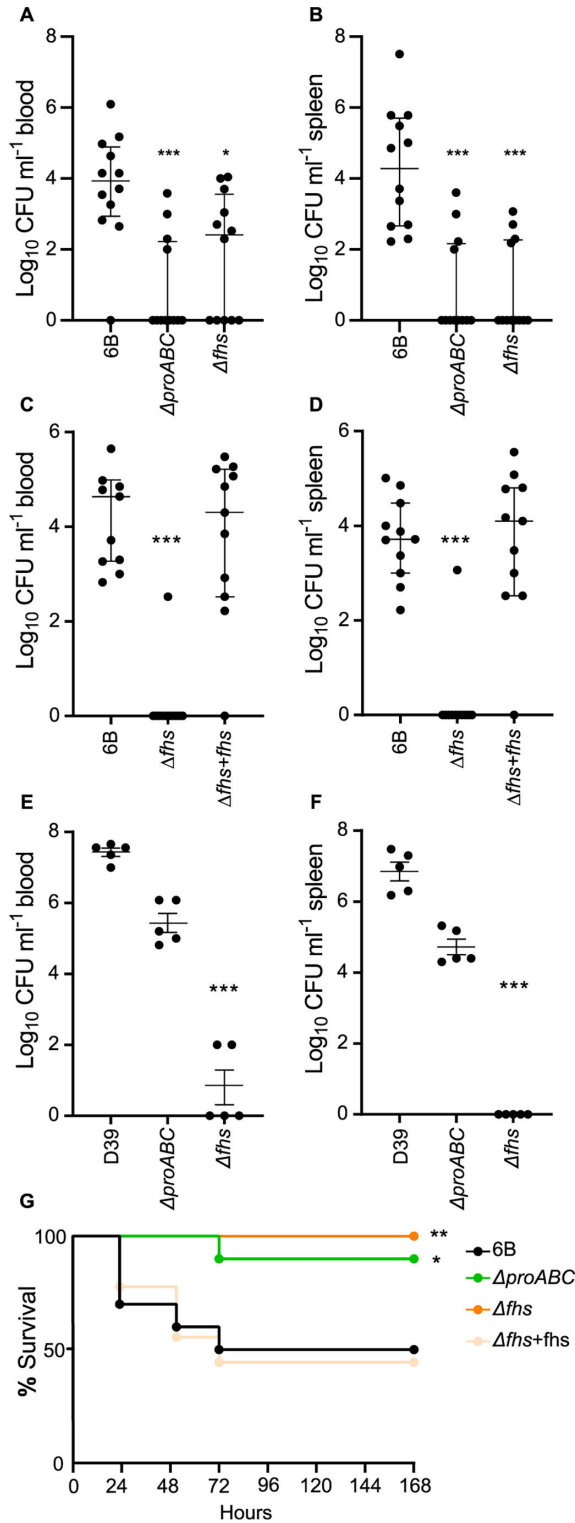 A
Log10 CFU ml-1 blood
8
6
4
2
0
***
*
6B
ΔproABC
Δfhs
B
Log10 CFU ml-1 spleen
8
6
4
2
0
***
***
6B
ΔproABC
Δfhs
C
Log10 CFU ml-1 blood
6
4
2
0
***
6B
Δfhs
Δfhs+fhs
D
Log10 CFU ml-1 spleen
6
4
2
0
***
6B
Δfhs
Δfhs+fhs
E
Log10 CFU ml-1 blood
8
6
4
2
0
***
D39
ΔproABC
Δfhs
F
Log10 CFU ml-1 spleen
8
6
4
2
0
***
D39
ΔproABC
Δfhs
G
% Survival
100
50
0
0 24 48 72 96 120 144 168
Hours
**
*
6B
ΔproABC
Δfhs
Δfhs+fhs